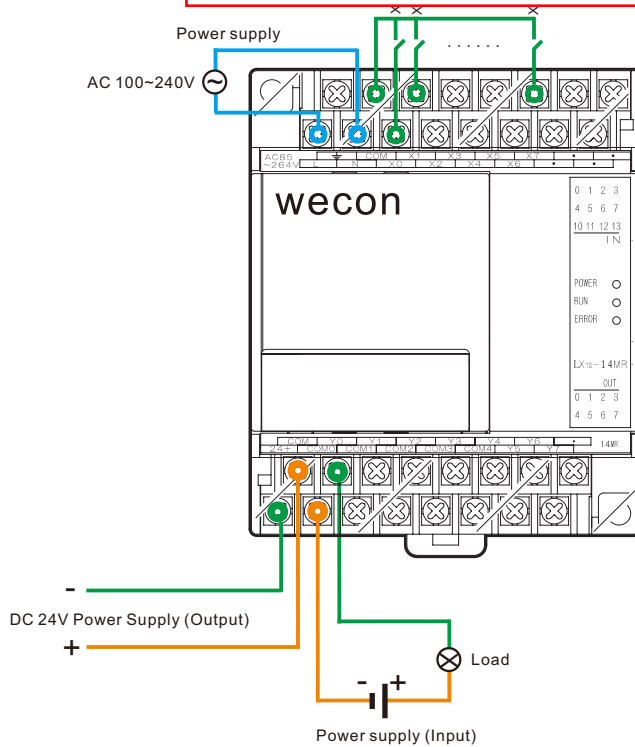 X X X
Power supply
......
AC 100~240V
AC85
~264V
COM X1 X3 X5 X7 • •
L N X0 X2 X4 X6 • •
wecon
0 1 2 3
4 5 6 7
10 11 12 13
IN
POWER
RUN
ERROR
LX1s-14MR
OUT
0 1 2 3
4 5 6 7
COM Y0 Y1 Y2 Y3 Y4 Y6 •
24+ COM0 COM1 COM2 COM3 COM4 Y5 Y7
14MR
-
DC 24V Power Supply (Output)
+
Load
- +
Power supply (Input)